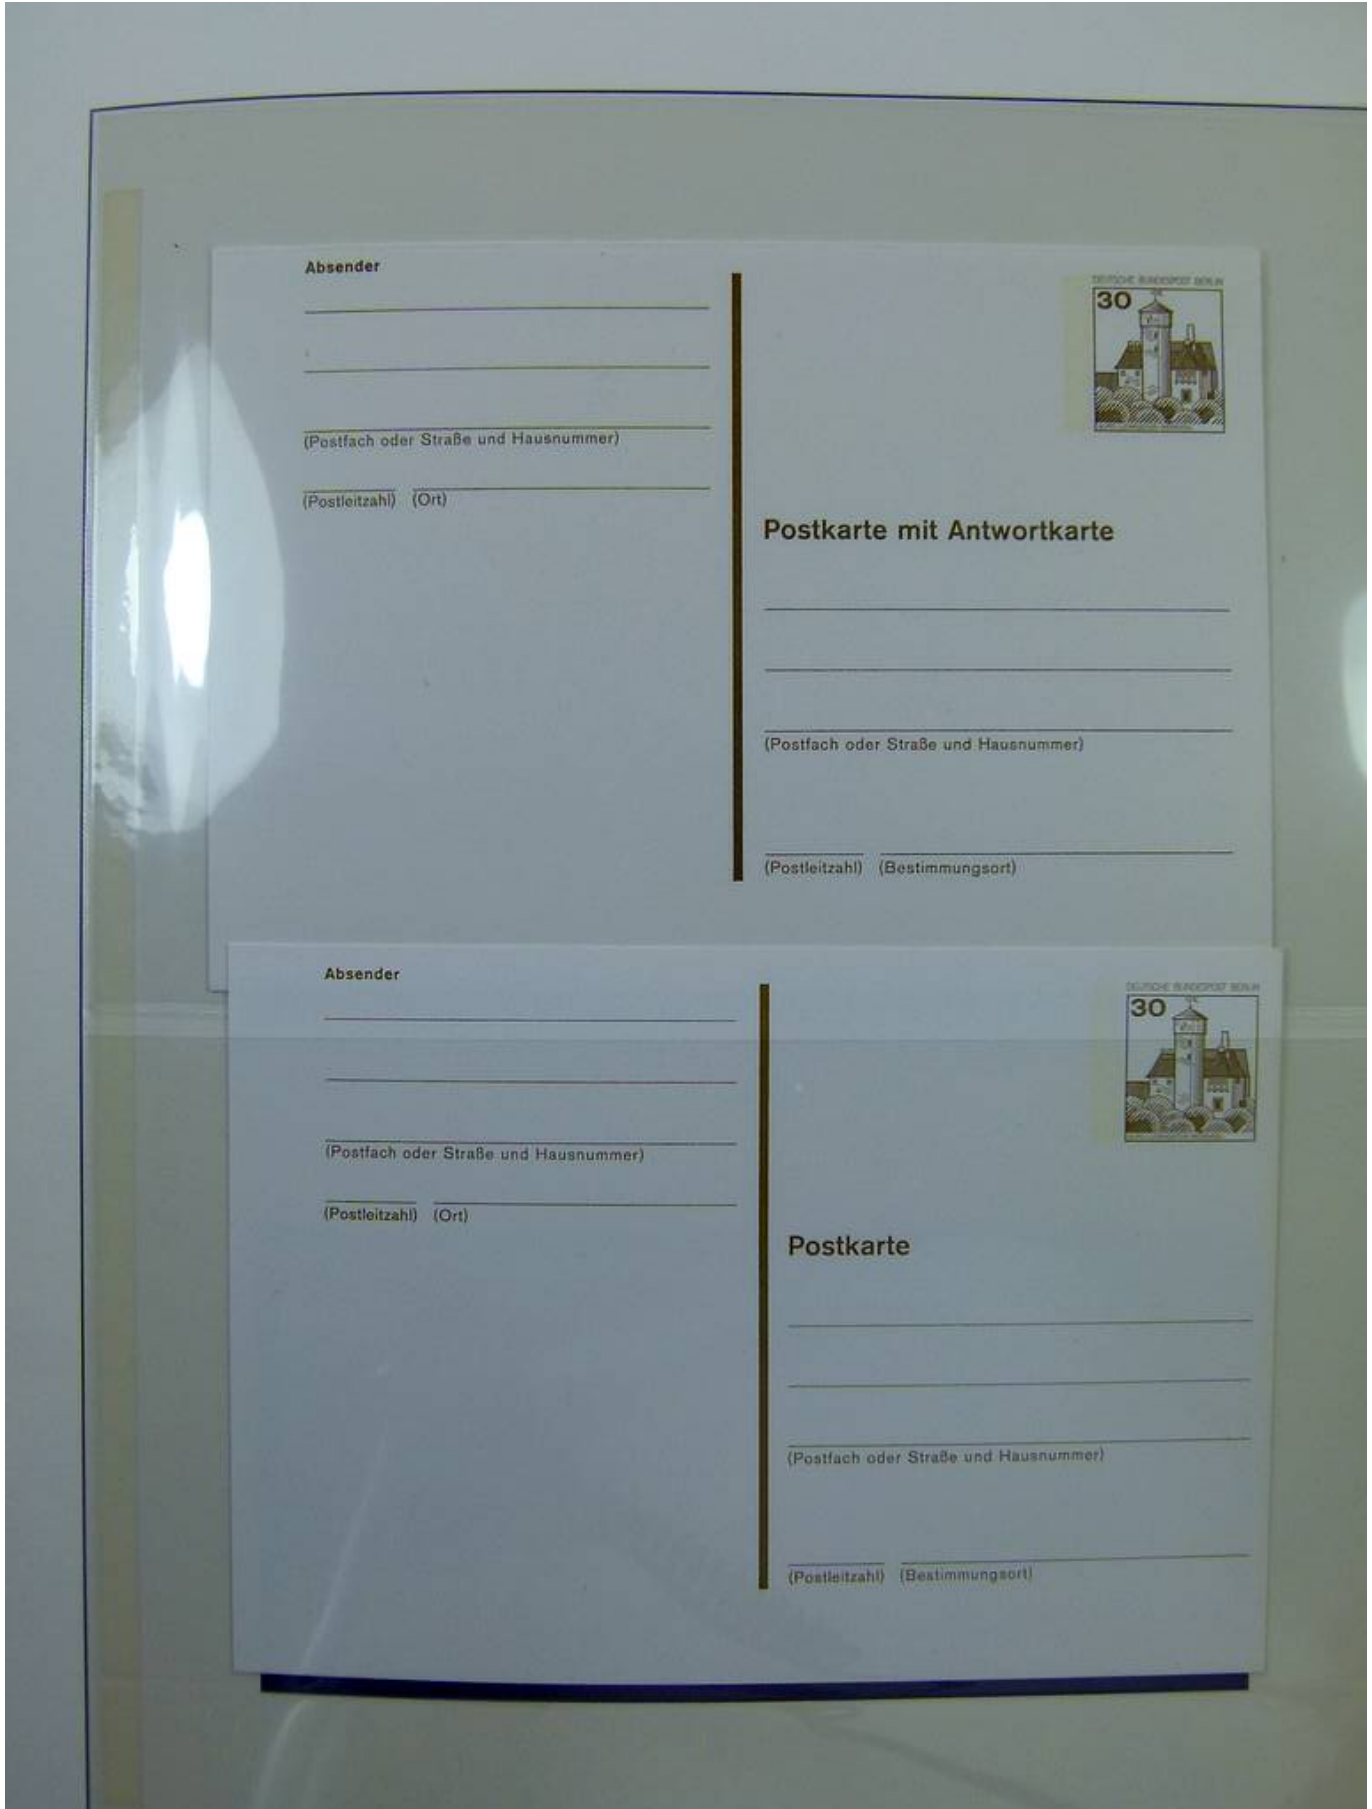 Absender
DEUTSCHE BUNDESPOST BERLIN
30
(Postfach oder Straße und Hausnummer)
(Postleitzahl) (Ort)
Postkarte mit Antwortkarte
(Postfach oder Straße und Hausnummer)
(Postleitzahl) (Bestimmungsort)
Absender
DEUTSCHE BUNDESPOST BERLIN
30
(Postfach oder Straße und Hausnummer)
(Postleitzahl) (Ort)
Postkarte
(Postfach oder Straße und Hausnummer)
(Postleitzahl) (Bestimmungsort)